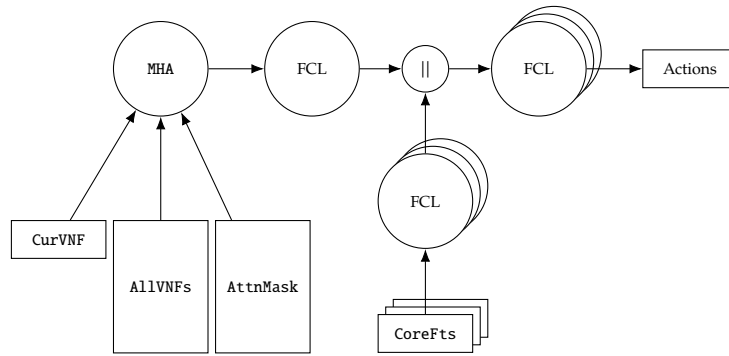 MHA
FCL
||
FCL
Actions
FCL
CurVNF
AllVNFs
AttnMask
CoreFts